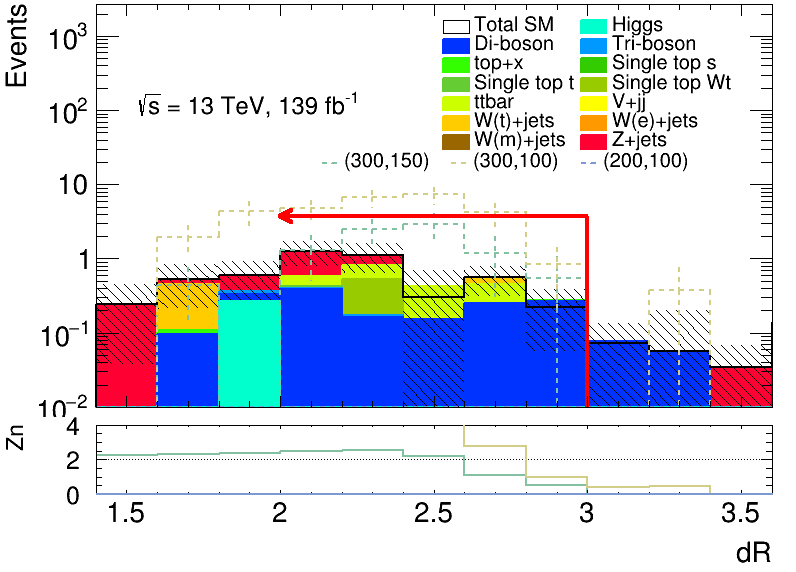 Events
10³
10²
10
1
10⁻¹
10⁻²
√s = 13 TeV, 139 fb⁻¹
Total SM Higgs
Di-boson Tri-boson
top+x Single top s
Single top t Single top Wt
ttbar V+jj
W(t)+jets W(e)+jets
W(m)+jets Z+jets
(300,150) (300,100) (200,100)
Zn
4
2
0
1.5 2 2.5 3 3.5
dR